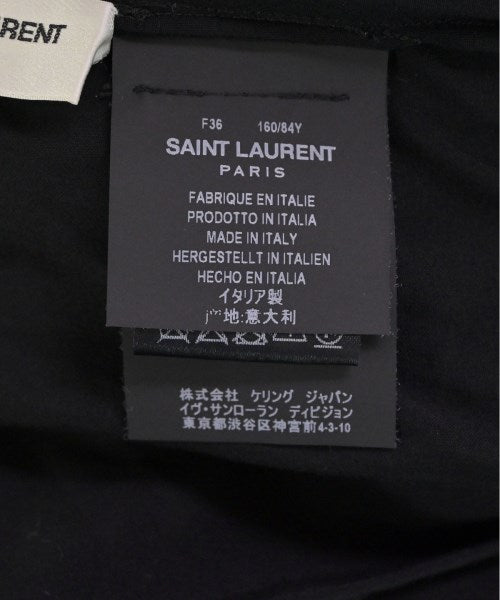 URENT
F36 160/84Y
SAINT LAURENT
PARIS
FABRIQUE EN ITALIE
PRODOTTO IN ITALIA
MADE IN ITALY
HERGESTELLT IN ITALIEN
HECHO EN ITALIA
イタリア製
地:意大利
株式会社 ケリング ジャパン
イヴ・サンローラン ディビジョン
東京都渋谷区神宮前4-3-10